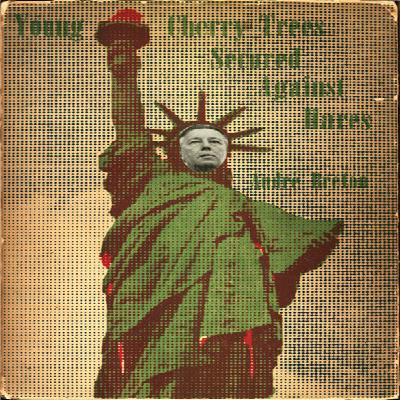 Young Cherry Trees
Secured
Against
Hares
André Breton